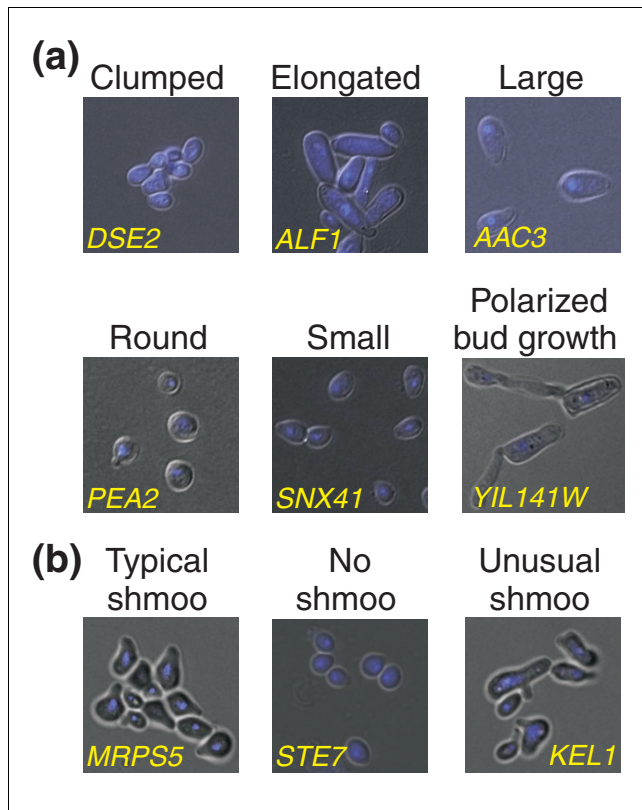 (a)
Clumped
Elongated
Large
DSE2
ALF1
AAC3
Round
Small
Polarized
bud growth
PEA2
SNX41
YIL141W
(b)
Typical
shmoo
No
shmoo
Unusual
shmoo
MRPS5
STE7
KEL1